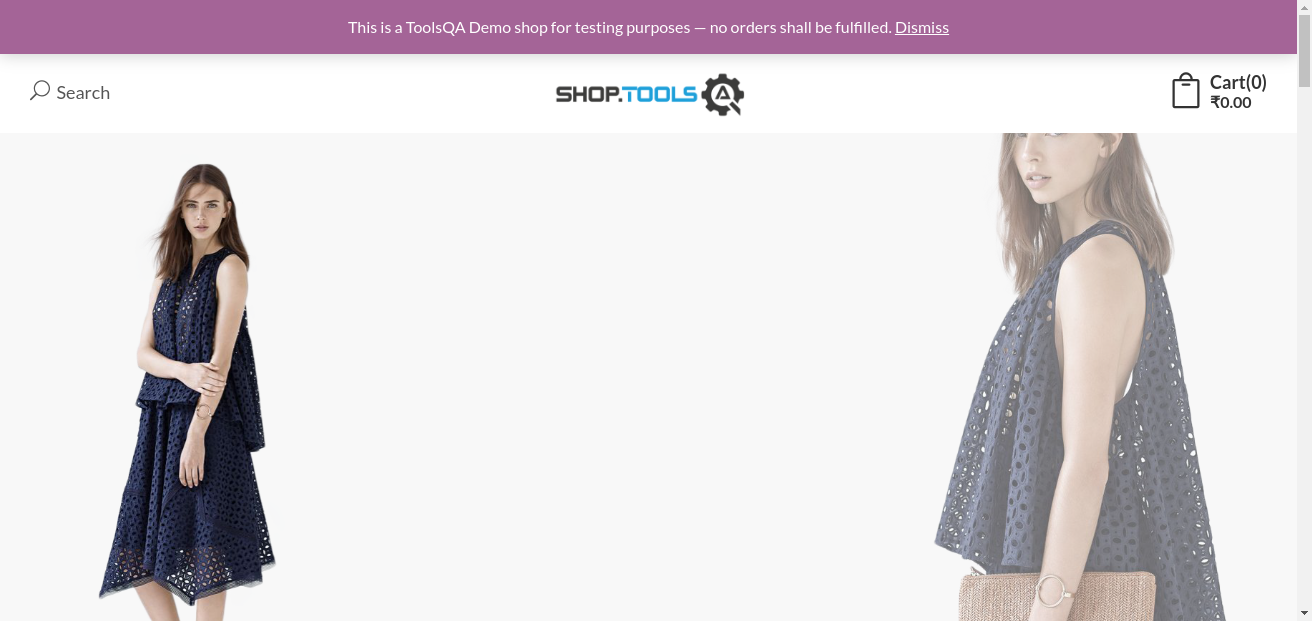 This is a ToolsQA Demo shop for testing purposes — no orders shall be fulfilled. Dismiss
Search
SHOP.TOOLS
Cart(0)
₹0.00